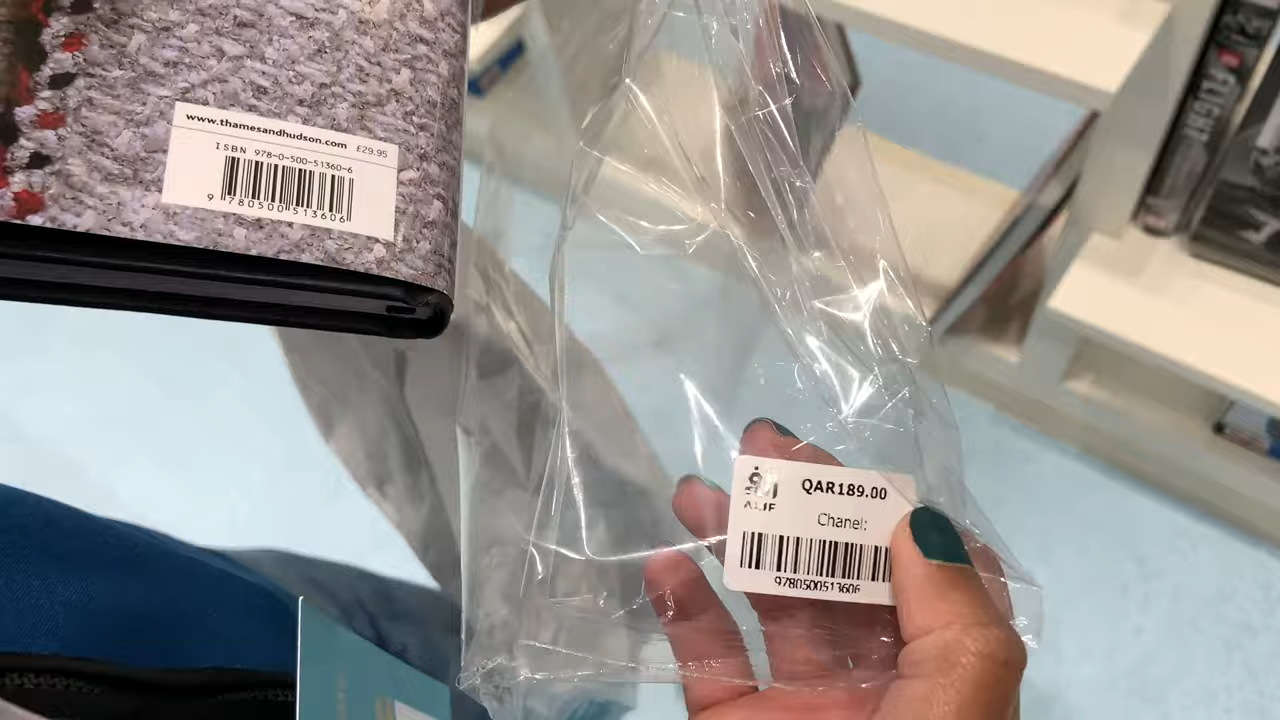 www.thamesandhudson.com £29.95
ISBN 978-0-500-51360-6
9 780500 513606
FLIGHT
ALIF
QAR189.00
Chanel:
9780500513606